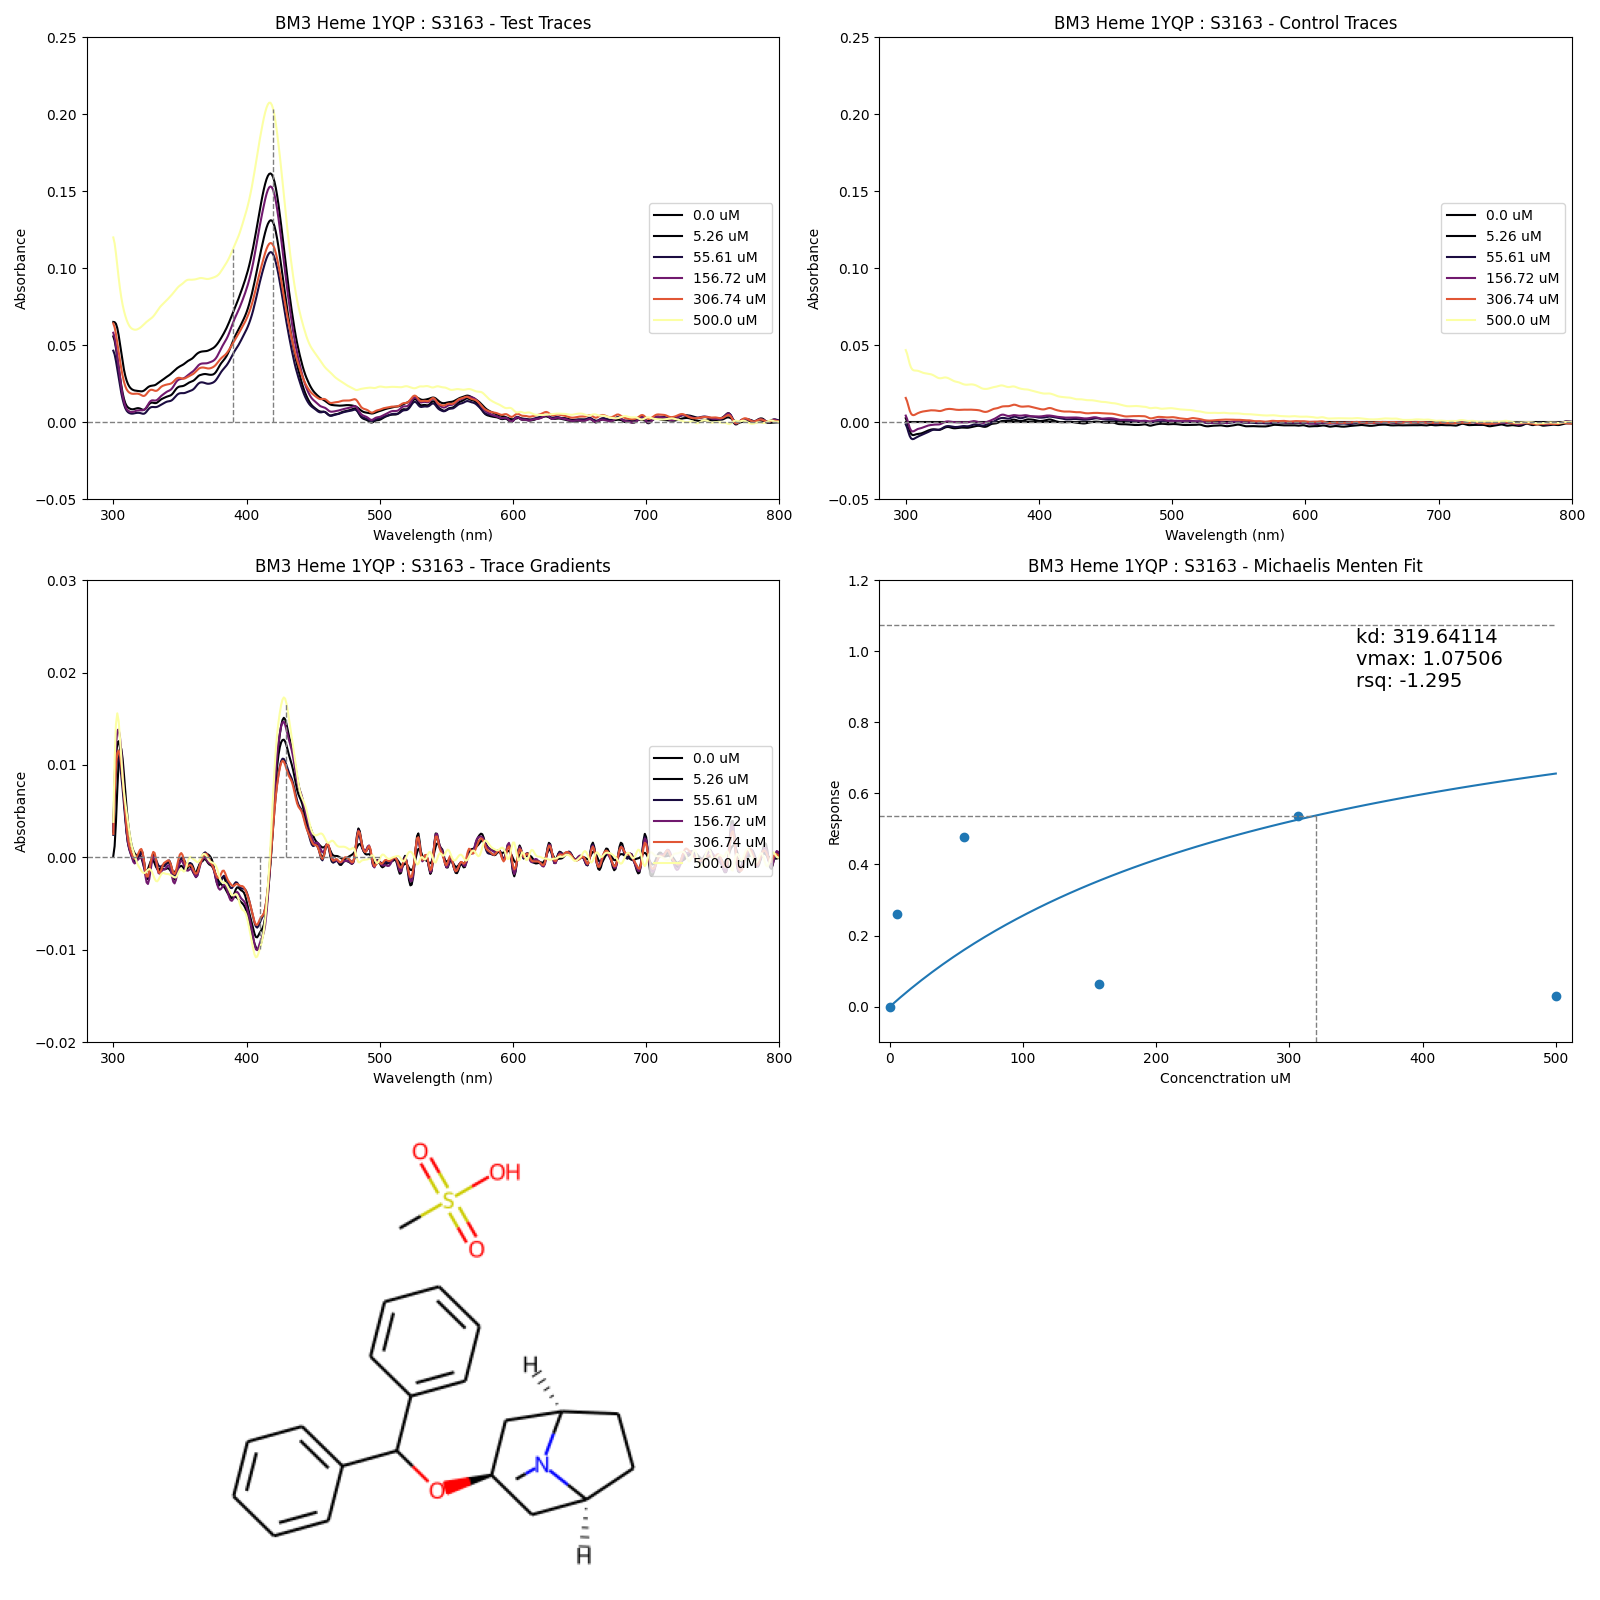 BM3 Heme 1YQP : S3163 - Test Traces
0.25
0.20
0.15
0.10
0.05
0.00
−0.05
Absorbance
300 400 500 600 700 800
Wavelength (nm)
0.0 uM
5.26 uM
55.61 uM
156.72 uM
306.74 uM
500.0 uM
BM3 Heme 1YQP : S3163 - Control Traces
0.25
0.20
0.15
0.10
0.05
0.00
−0.05
Absorbance
300 400 500 600 700 800
Wavelength (nm)
0.0 uM
5.26 uM
55.61 uM
156.72 uM
306.74 uM
500.0 uM
BM3 Heme 1YQP : S3163 - Trace Gradients
0.03
0.02
0.01
0.00
−0.01
−0.02
Absorbance
300 400 500 600 700 800
Wavelength (nm)
0.0 uM
5.26 uM
55.61 uM
156.72 uM
306.74 uM
500.0 uM
BM3 Heme 1YQP : S3163 - Michaelis Menten Fit
1.2
1.0
0.8
0.6
0.4
0.2
0.0
Response
kd: 319.64114
vmax: 1.07506
rsq: -1.295
0 100 200 300 400 500
Concenctration uM
O
OH
S
O
H
N
O
H